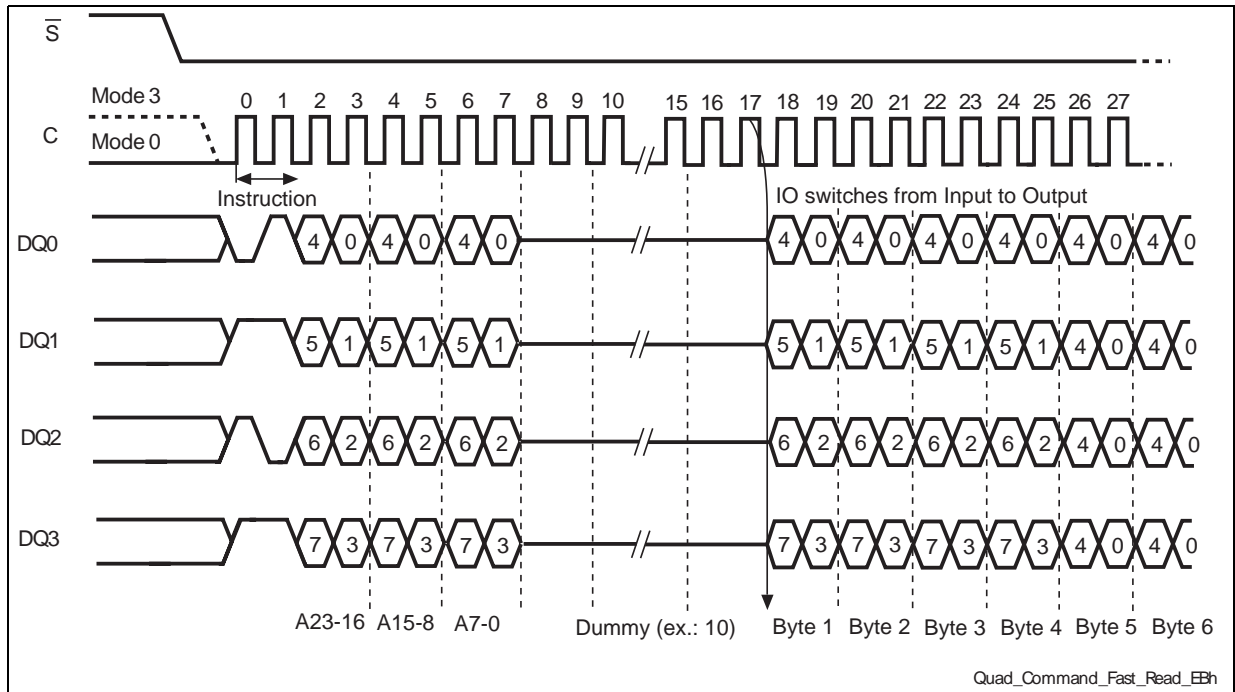 S
Mode 3
0 1 2 3 4 5 6 7 8 9 10 15 16 17 18 19 20 21 22 23 24 25 26 27
C
Mode 0
Instruction
IO switches from Input to Output
DQ0
4 0 4 0 4 0 4 0 4 0 4 0 4 0 4 0 4 0
DQ1
5 1 5 1 5 1 5 1 5 1 5 1 5 1 4 0 4 0
DQ2
6 2 6 2 6 2 6 2 6 2 6 2 6 2 4 0 4 0
DQ3
7 3 7 3 7 3 7 3 7 3 7 3 7 3 4 0 4 0
A23-16 A15-8 A7-0 Dummy (ex.: 10) Byte 1 Byte 2 Byte 3 Byte 4 Byte 5 Byte 6
Quad_Command_Fast_Read_EBh